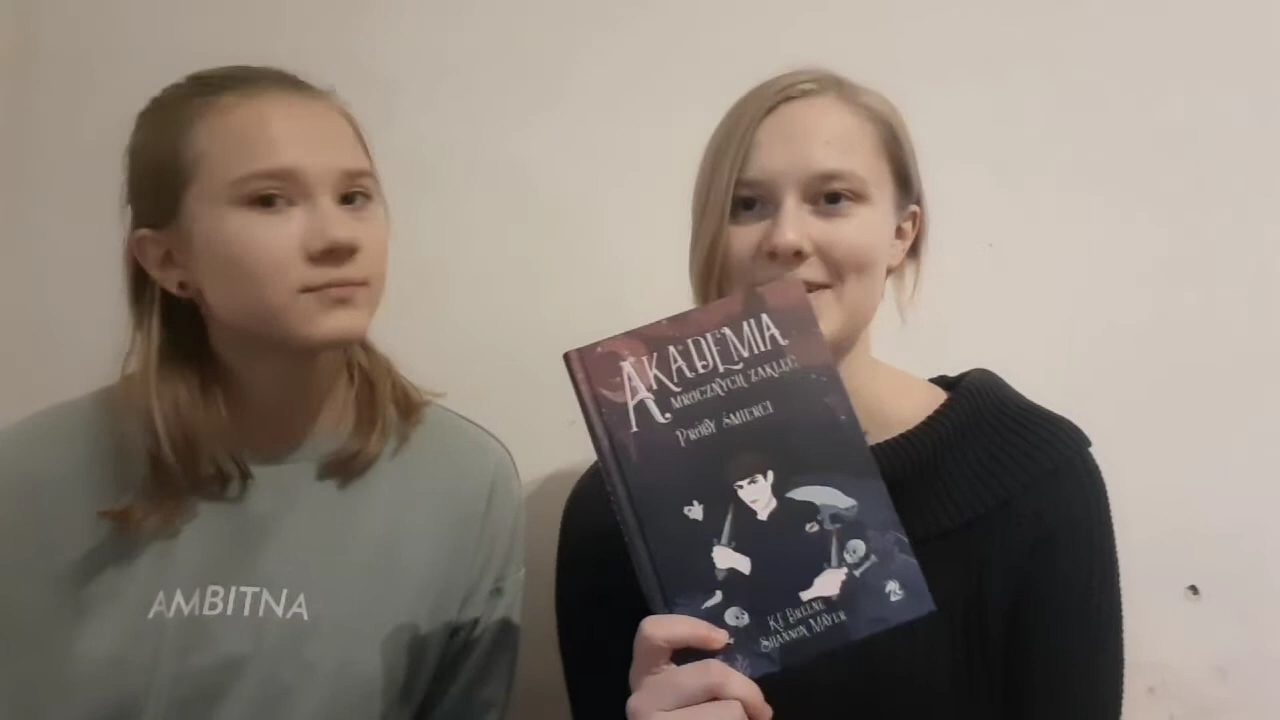 AKADEMIA
MROCZNYCH ZAKLĘĆ
PRÓBY ŚMIERCI
K.F. BREENE
SHANNON MAYER
AMBITNA